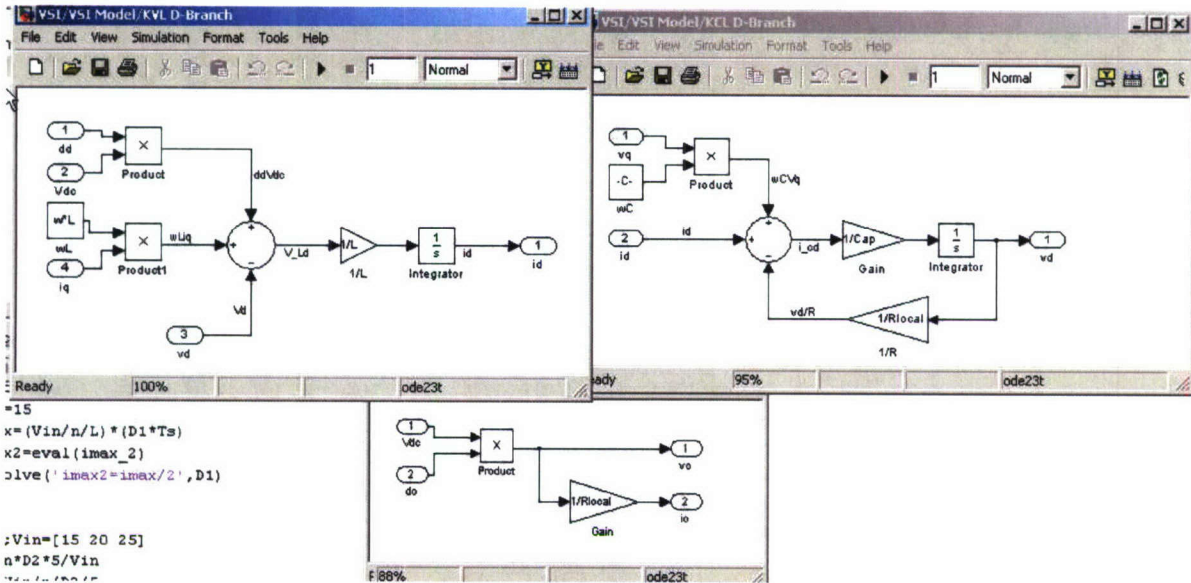 VSI/VSI Model/KVL D-Branch
File Edit View Simulation Format Tools Help
1 Normal
1
dd
2
Vdc
×
Product
ddVdc
w*L
wL
4
iq
×
Product1
wLiq
+
+
-
V_Ld
1/L
1/L
1
s
Integrator
id
1
id
Vd
3
vd
Ready 100% ode23t
VSI/VSI Model/KCL D-Branch
Edit View Simulation Format Tools Help
1 Normal
1
vq
-C-
wC
×
Product
wCVq
2
id
id
+
+
-
i_cd
1/Cap
Gain
1
s
Integrator
1
vd
vd/R
1/Rlocal
1/R
ady 95% ode23t
=15
x=(Vin/n/L)*(D1*Ts)
x2=eval(imax_2)
olve('imax2=imax/2',D1)
;Vin=[15 20 25]
n*D2*5/Vin
1
Vdc
2
do
×
Product
1
vo
1/Rlocal
Gain
2
io
88% ode23t